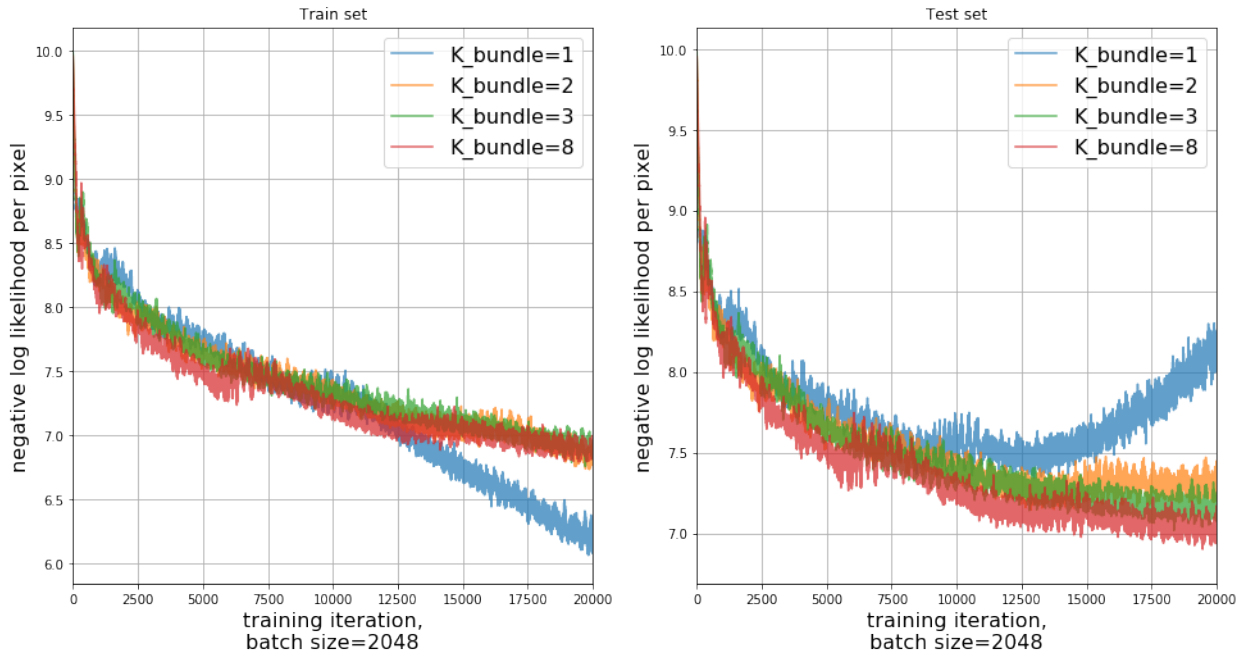 Train set
10.0
9.5
9.0
8.5
8.0
7.5
7.0
6.5
6.0
negative log likelihood per pixel
K_bundle=1
K_bundle=2
K_bundle=3
K_bundle=8
0 2500 5000 7500 10000 12500 15000 17500 20000
training iteration,
batch size=2048
Test set
10.0
9.5
9.0
8.5
8.0
7.5
7.0
negative log likelihood per pixel
K_bundle=1
K_bundle=2
K_bundle=3
K_bundle=8
0 2500 5000 7500 10000 12500 15000 17500 20000
training iteration,
batch size=2048